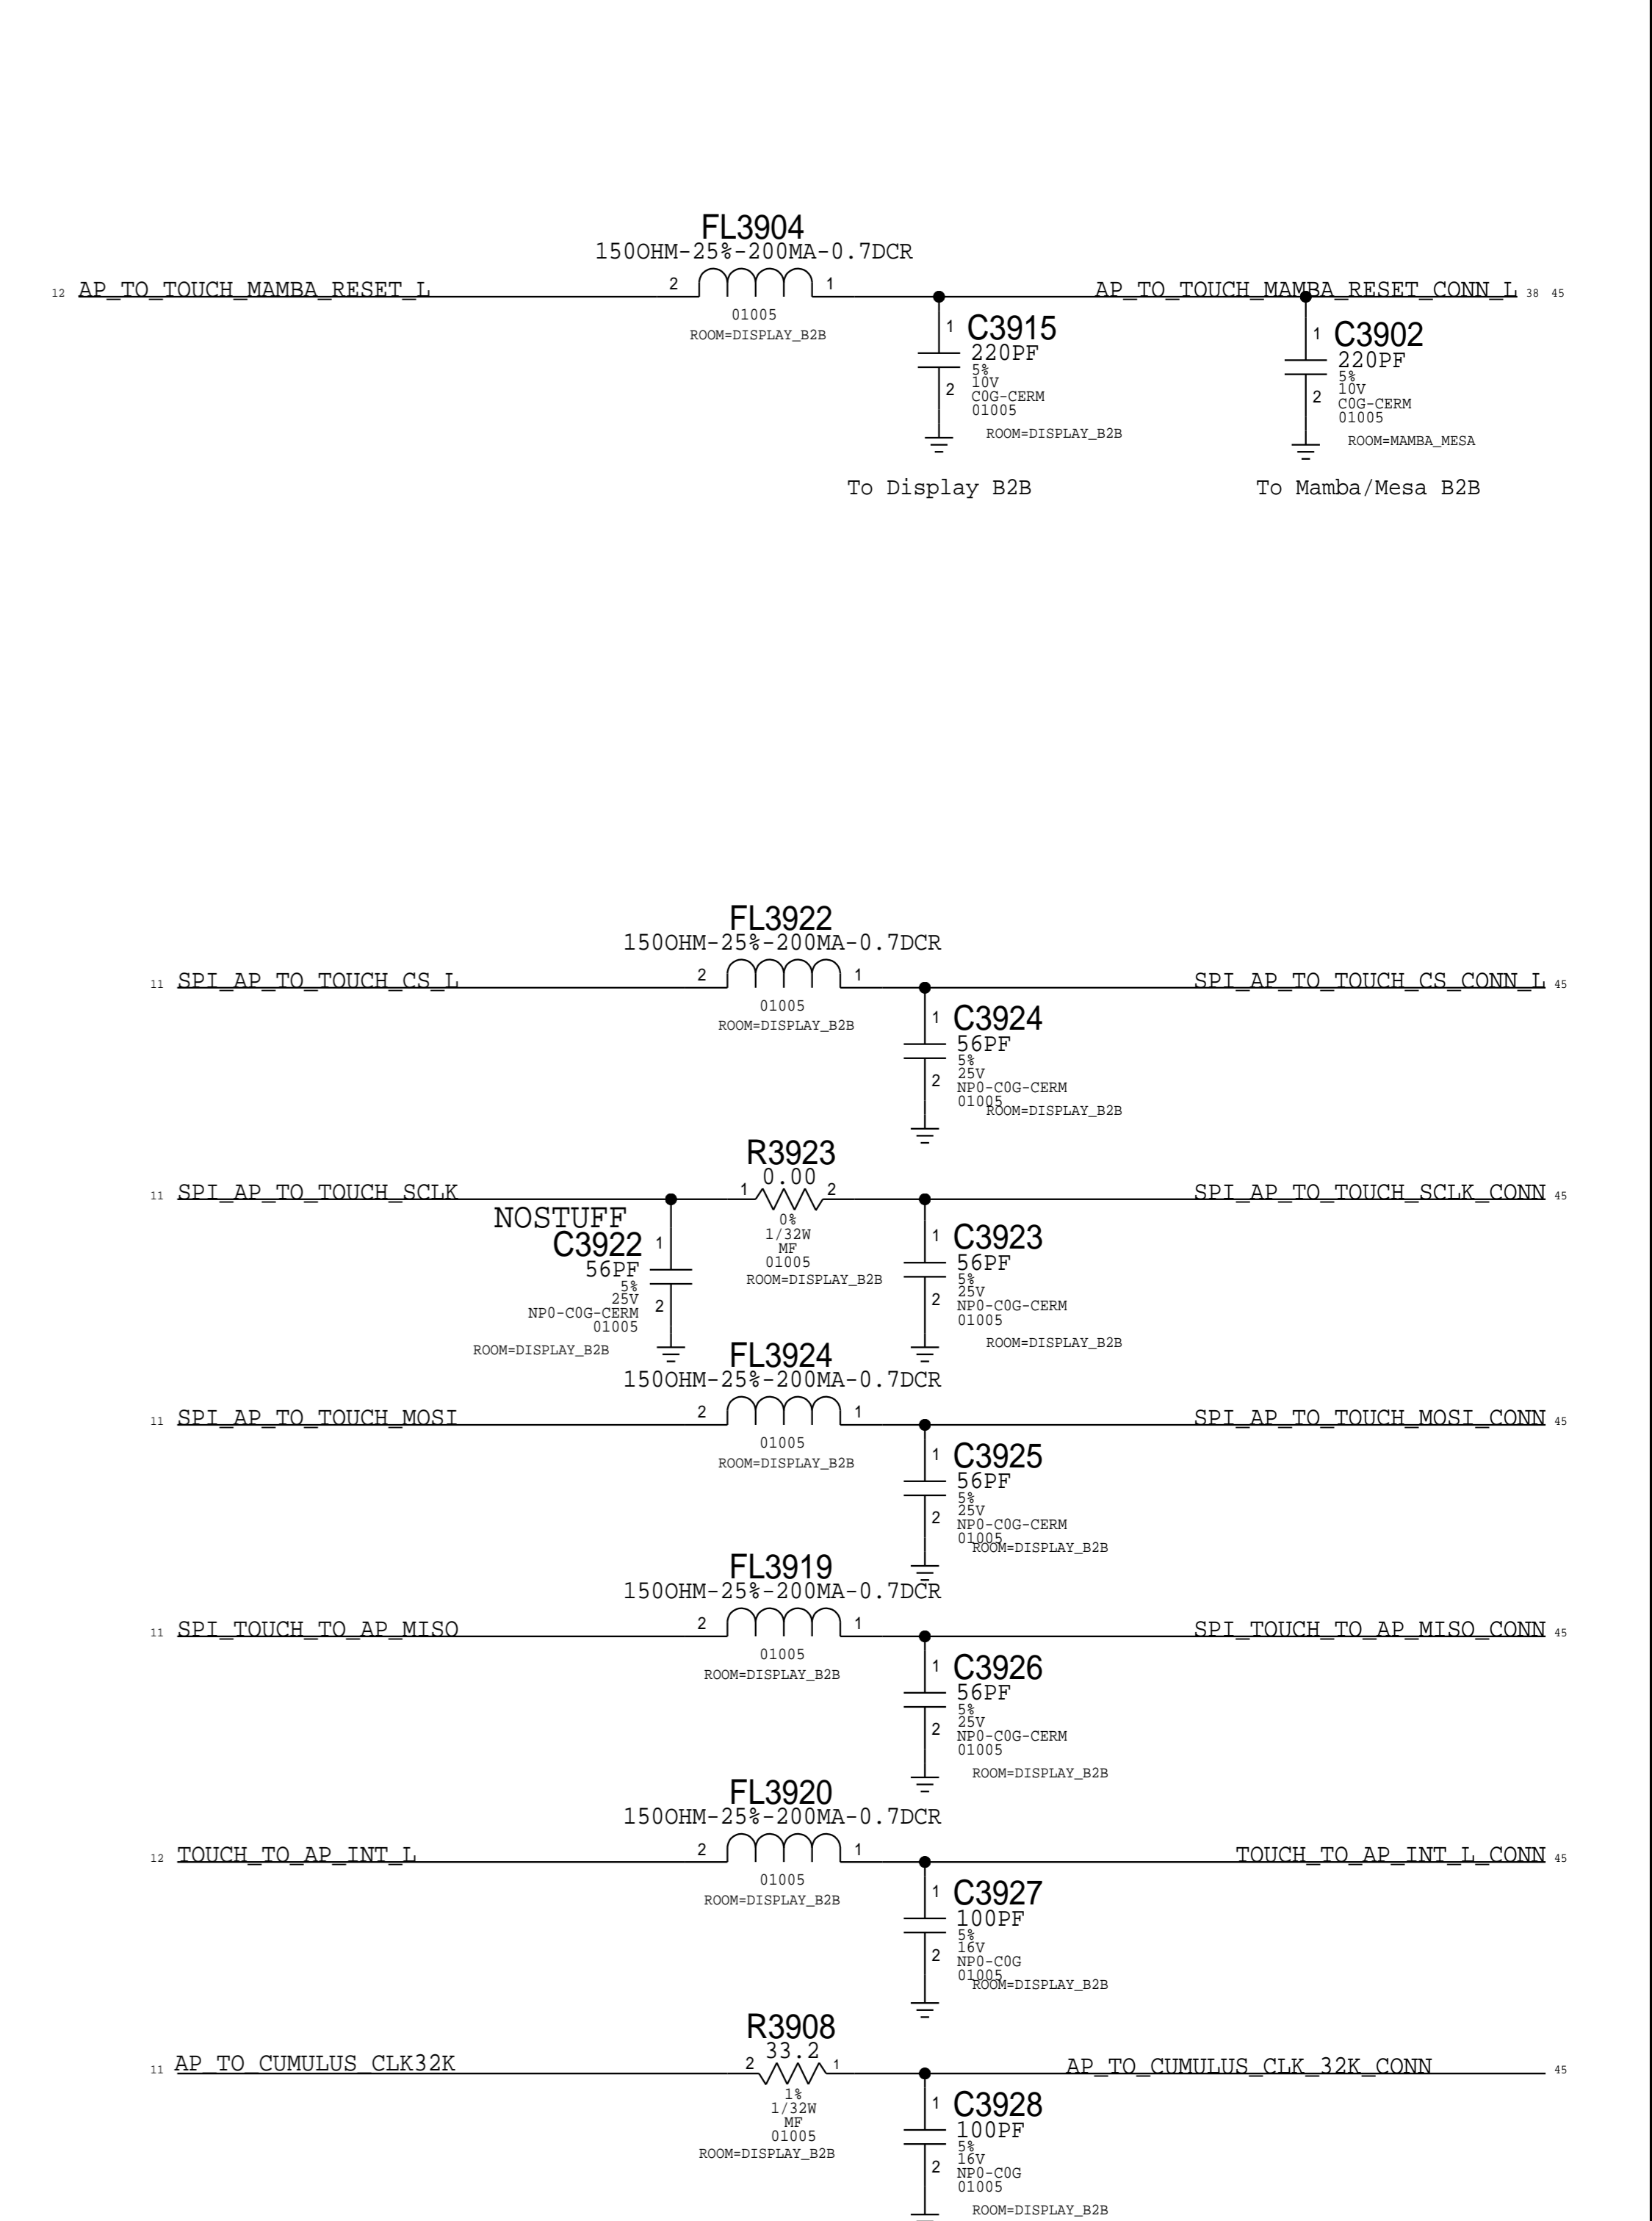 FL3904
150OHM-25%-200MA-0.7DCR
12 AP_TO_TOUCH_MAMBA_RESET_L 2 1 AP_TO_TOUCH_MAMBA_RESET_CONN_L 38 45
01005
ROOM=DISPLAY_B2B
1 C3915
220PF
5%
10V
2 C0G-CERM
01005
ROOM=DISPLAY_B2B
1 C3902
220PF
5%
10V
2 C0G-CERM
01005
ROOM=MAMBA_MESA
To Display B2B To Mamba/Mesa B2B
FL3922
150OHM-25%-200MA-0.7DCR
11 SPI_AP_TO_TOUCH_CS_L 2 1 SPI_AP_TO_TOUCH_CS_CONN_L 45
01005
ROOM=DISPLAY_B2B
1 C3924
56PF
5%
25V
2 NP0-C0G-CERM
01005
ROOM=DISPLAY_B2B
R3923
0.00
11 SPI_AP_TO_TOUCH_SCLK 1 2 SPI_AP_TO_TOUCH_SCLK_CONN 45
0%
1/32W
MF
01005
ROOM=DISPLAY_B2B
NOSTUFF
C3922 1
56PF
5%
25V
NP0-C0G-CERM 2
01005
ROOM=DISPLAY_B2B
1 C3923
56PF
5%
25V
2 NP0-C0G-CERM
01005
ROOM=DISPLAY_B2B
FL3924
150OHM-25%-200MA-0.7DCR
11 SPI_AP_TO_TOUCH_MOSI 2 1 SPI_AP_TO_TOUCH_MOSI_CONN 45
01005
ROOM=DISPLAY_B2B
1 C3925
56PF
5%
25V
2 NP0-C0G-CERM
01005
ROOM=DISPLAY_B2B
FL3919
150OHM-25%-200MA-0.7DCR
11 SPI_TOUCH_TO_AP_MISO 2 1 SPI_TOUCH_TO_AP_MISO_CONN 45
01005
ROOM=DISPLAY_B2B
1 C3926
56PF
5%
25V
2 NP0-C0G-CERM
01005
ROOM=DISPLAY_B2B
FL3920
150OHM-25%-200MA-0.7DCR
12 TOUCH_TO_AP_INT_L 2 1 TOUCH_TO_AP_INT_L_CONN 45
01005
ROOM=DISPLAY_B2B
1 C3927
100PF
5%
16V
2 NP0-C0G
01005
ROOM=DISPLAY_B2B
R3908
33.2
11 AP_TO_CUMULUS_CLK32K 2 1 AP_TO_CUMULUS_CLK_32K_CONN 45
1%
1/32W
MF
01005
ROOM=DISPLAY_B2B
1 C3928
100PF
5%
16V
2 NP0-C0G
01005
ROOM=DISPLAY_B2B